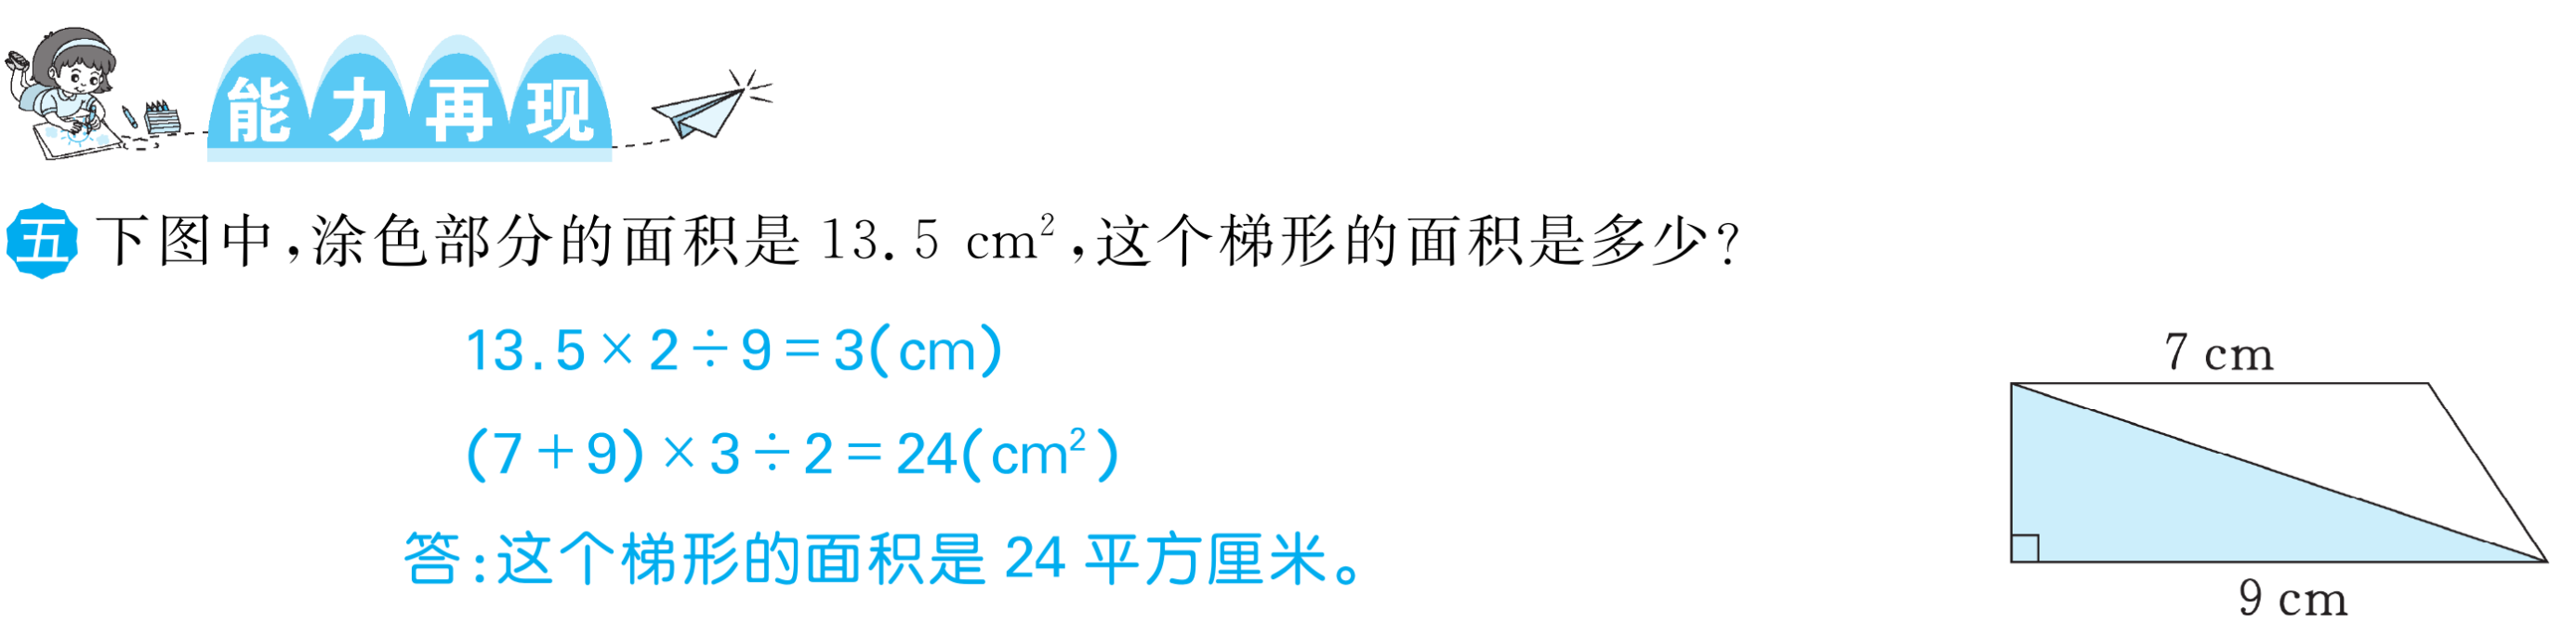 能力再现
五 下图中,涂色部分的面积是 13.5 cm²,这个梯形的面积是多少?
13.5×2÷9=3(cm)
(7+9)×3÷2=24(cm²)
答:这个梯形的面积是 24 平方厘米。
7 cm
9 cm